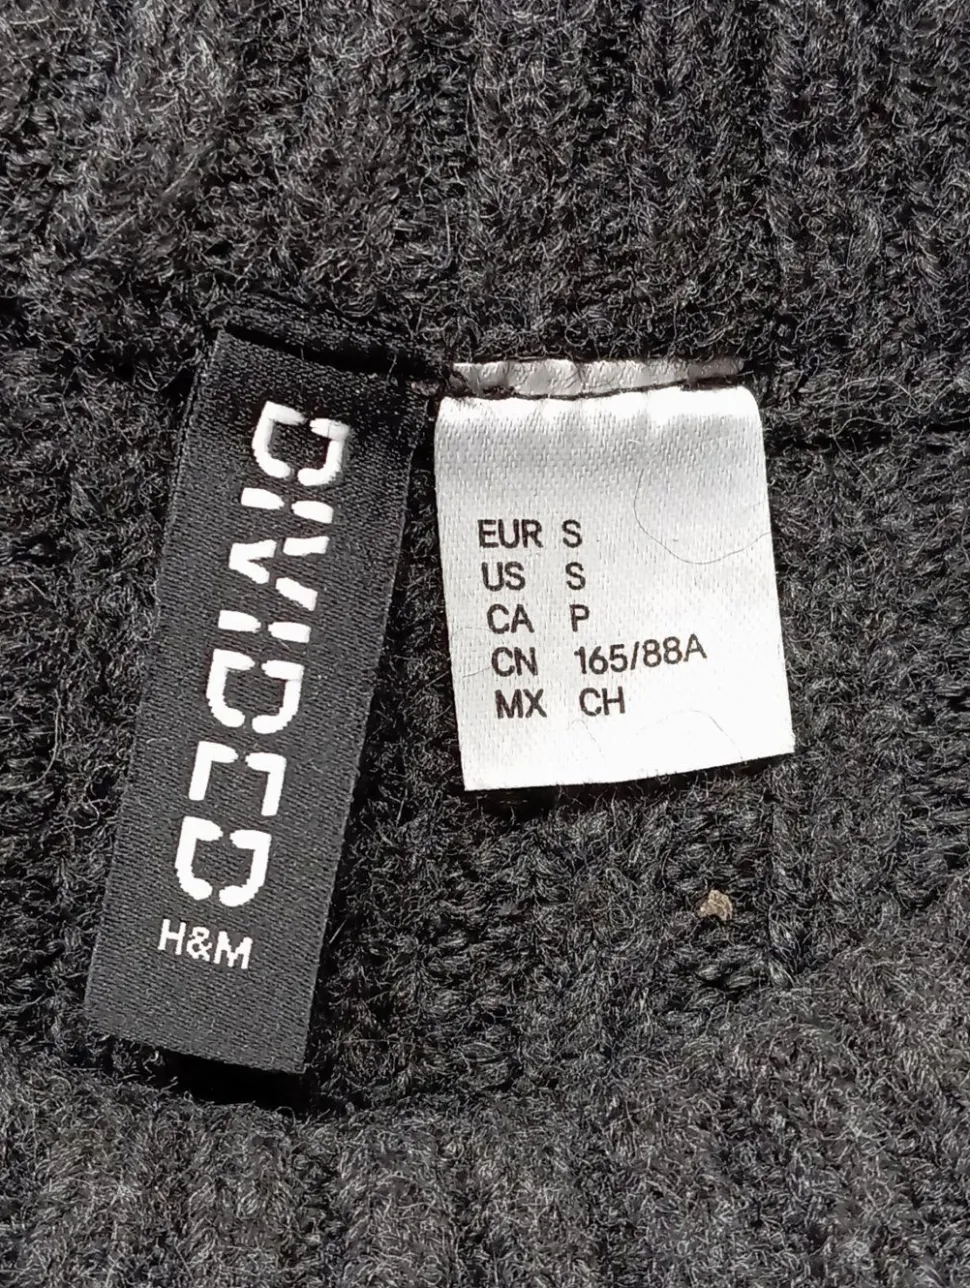 DIVIDED
H&M
EUR S
US S
CA P
CN 165/88A
MX CH